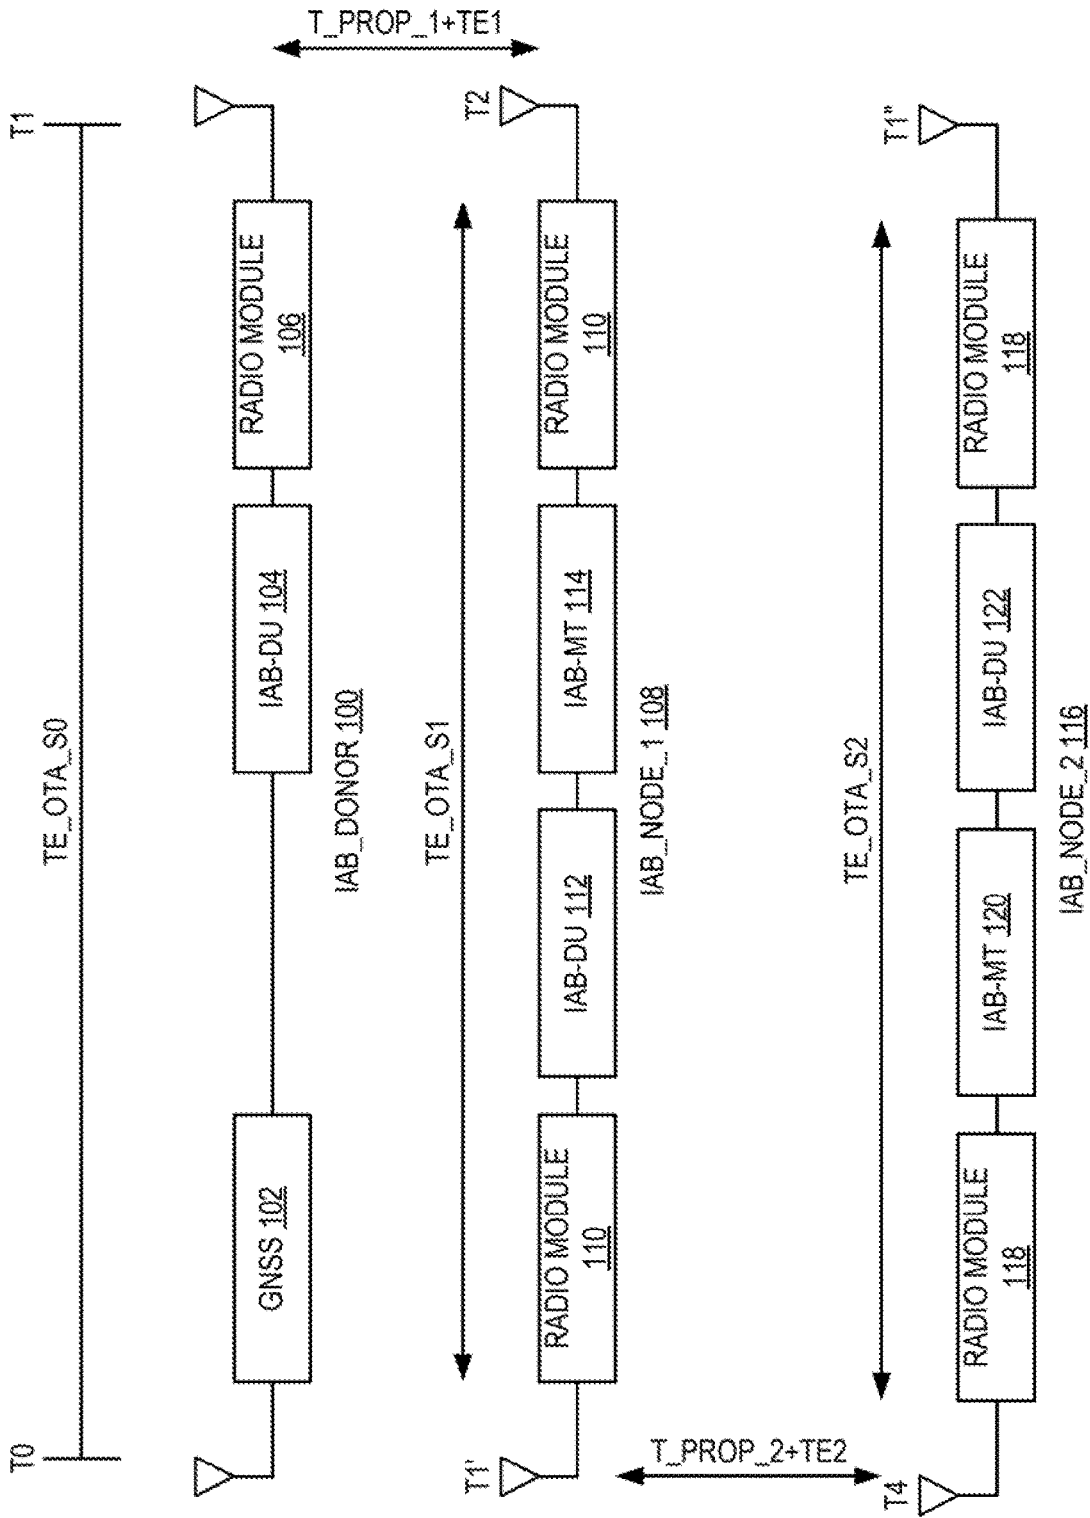 T0
TE_OTA_S0
T1
GNSS 102
IAB-DU 104
RADIO MODULE
106
IAB_DONOR 100
T_PROP_1+TE1
TE_OTA_S1
T1'
T2
RADIO MODULE
110
IAB-DU 112
IAB-MT 114
RADIO MODULE
110
IAB_NODE_1 108
T_PROP_2+TE2
TE_OTA_S2
T4
T1"
RADIO MODULE
118
IAB-MT 120
IAB-DU 122
RADIO MODULE
118
IAB_NODE_2 116